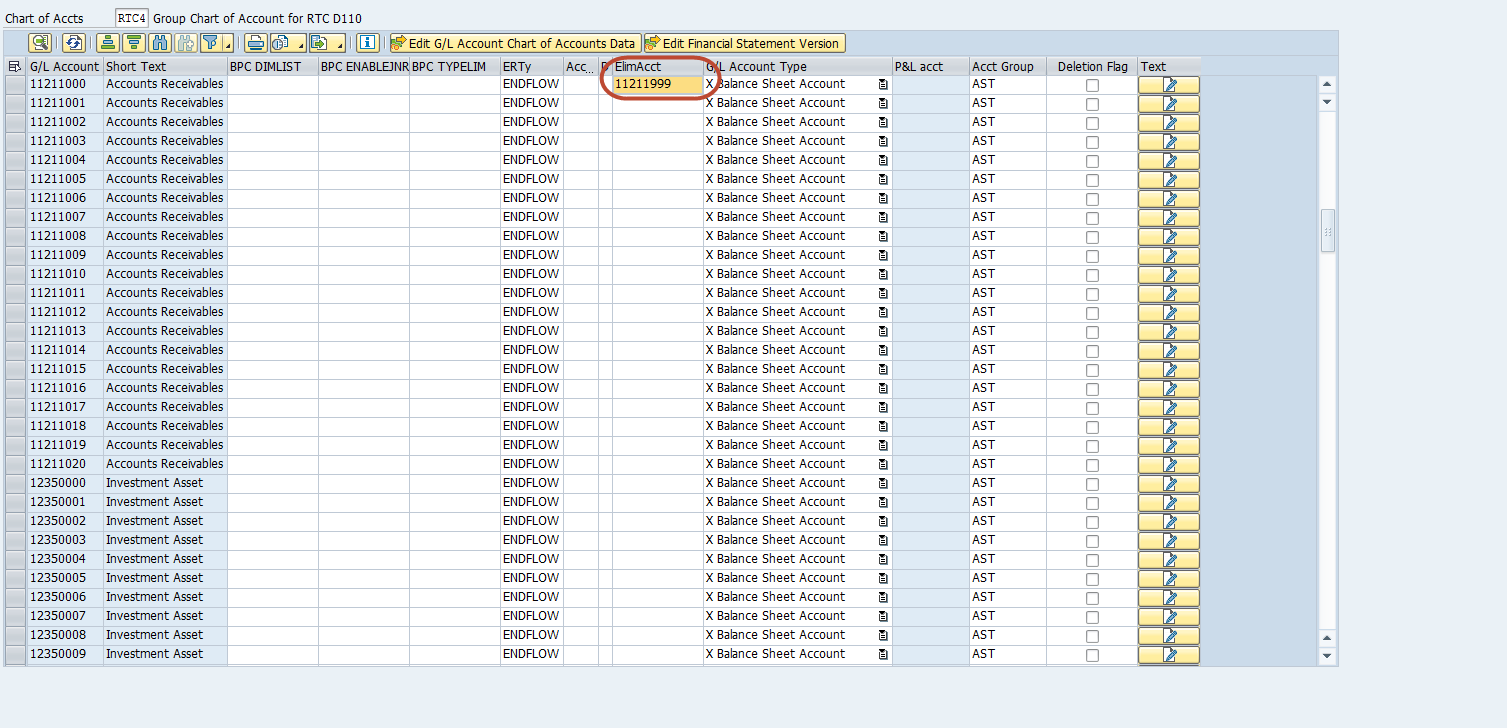 Chart of Accts RTC4 Group Chart of Account for RTC D110
Edit G/L Account Chart of Accounts Data Edit Financial Statement Version
G/L Account Short Text BPC DIMLIST BPC ENABLEJNR BPC TYPELIM ERTy Acc... ElimAcct G/L Account Type P&L acct Acct Group Deletion Flag Text
11211000 Accounts Receivables ENDFLOW 11211999 X Balance Sheet Account AST
11211001 Accounts Receivables ENDFLOW X Balance Sheet Account AST
11211002 Accounts Receivables ENDFLOW X Balance Sheet Account AST
11211003 Accounts Receivables ENDFLOW X Balance Sheet Account AST
11211004 Accounts Receivables ENDFLOW X Balance Sheet Account AST
11211005 Accounts Receivables ENDFLOW X Balance Sheet Account AST
11211006 Accounts Receivables ENDFLOW X Balance Sheet Account AST
11211007 Accounts Receivables ENDFLOW X Balance Sheet Account AST
11211008 Accounts Receivables ENDFLOW X Balance Sheet Account AST
11211009 Accounts Receivables ENDFLOW X Balance Sheet Account AST
11211010 Accounts Receivables ENDFLOW X Balance Sheet Account AST
11211011 Accounts Receivables ENDFLOW X Balance Sheet Account AST
11211012 Accounts Receivables ENDFLOW X Balance Sheet Account AST
11211013 Accounts Receivables ENDFLOW X Balance Sheet Account AST
11211014 Accounts Receivables ENDFLOW X Balance Sheet Account AST
11211015 Accounts Receivables ENDFLOW X Balance Sheet Account AST
11211016 Accounts Receivables ENDFLOW X Balance Sheet Account AST
11211017 Accounts Receivables ENDFLOW X Balance Sheet Account AST
11211018 Accounts Receivables ENDFLOW X Balance Sheet Account AST
11211019 Accounts Receivables ENDFLOW X Balance Sheet Account AST
11211020 Accounts Receivables ENDFLOW X Balance Sheet Account AST
12350000 Investment Asset ENDFLOW X Balance Sheet Account AST
12350001 Investment Asset ENDFLOW X Balance Sheet Account AST
12350002 Investment Asset ENDFLOW X Balance Sheet Account AST
12350003 Investment Asset ENDFLOW X Balance Sheet Account AST
12350004 Investment Asset ENDFLOW X Balance Sheet Account AST
12350005 Investment Asset ENDFLOW X Balance Sheet Account AST
12350006 Investment Asset ENDFLOW X Balance Sheet Account AST
12350007 Investment Asset ENDFLOW X Balance Sheet Account AST
12350008 Investment Asset ENDFLOW X Balance Sheet Account AST
12350009 Investment Asset ENDFLOW X Balance Sheet Account AST